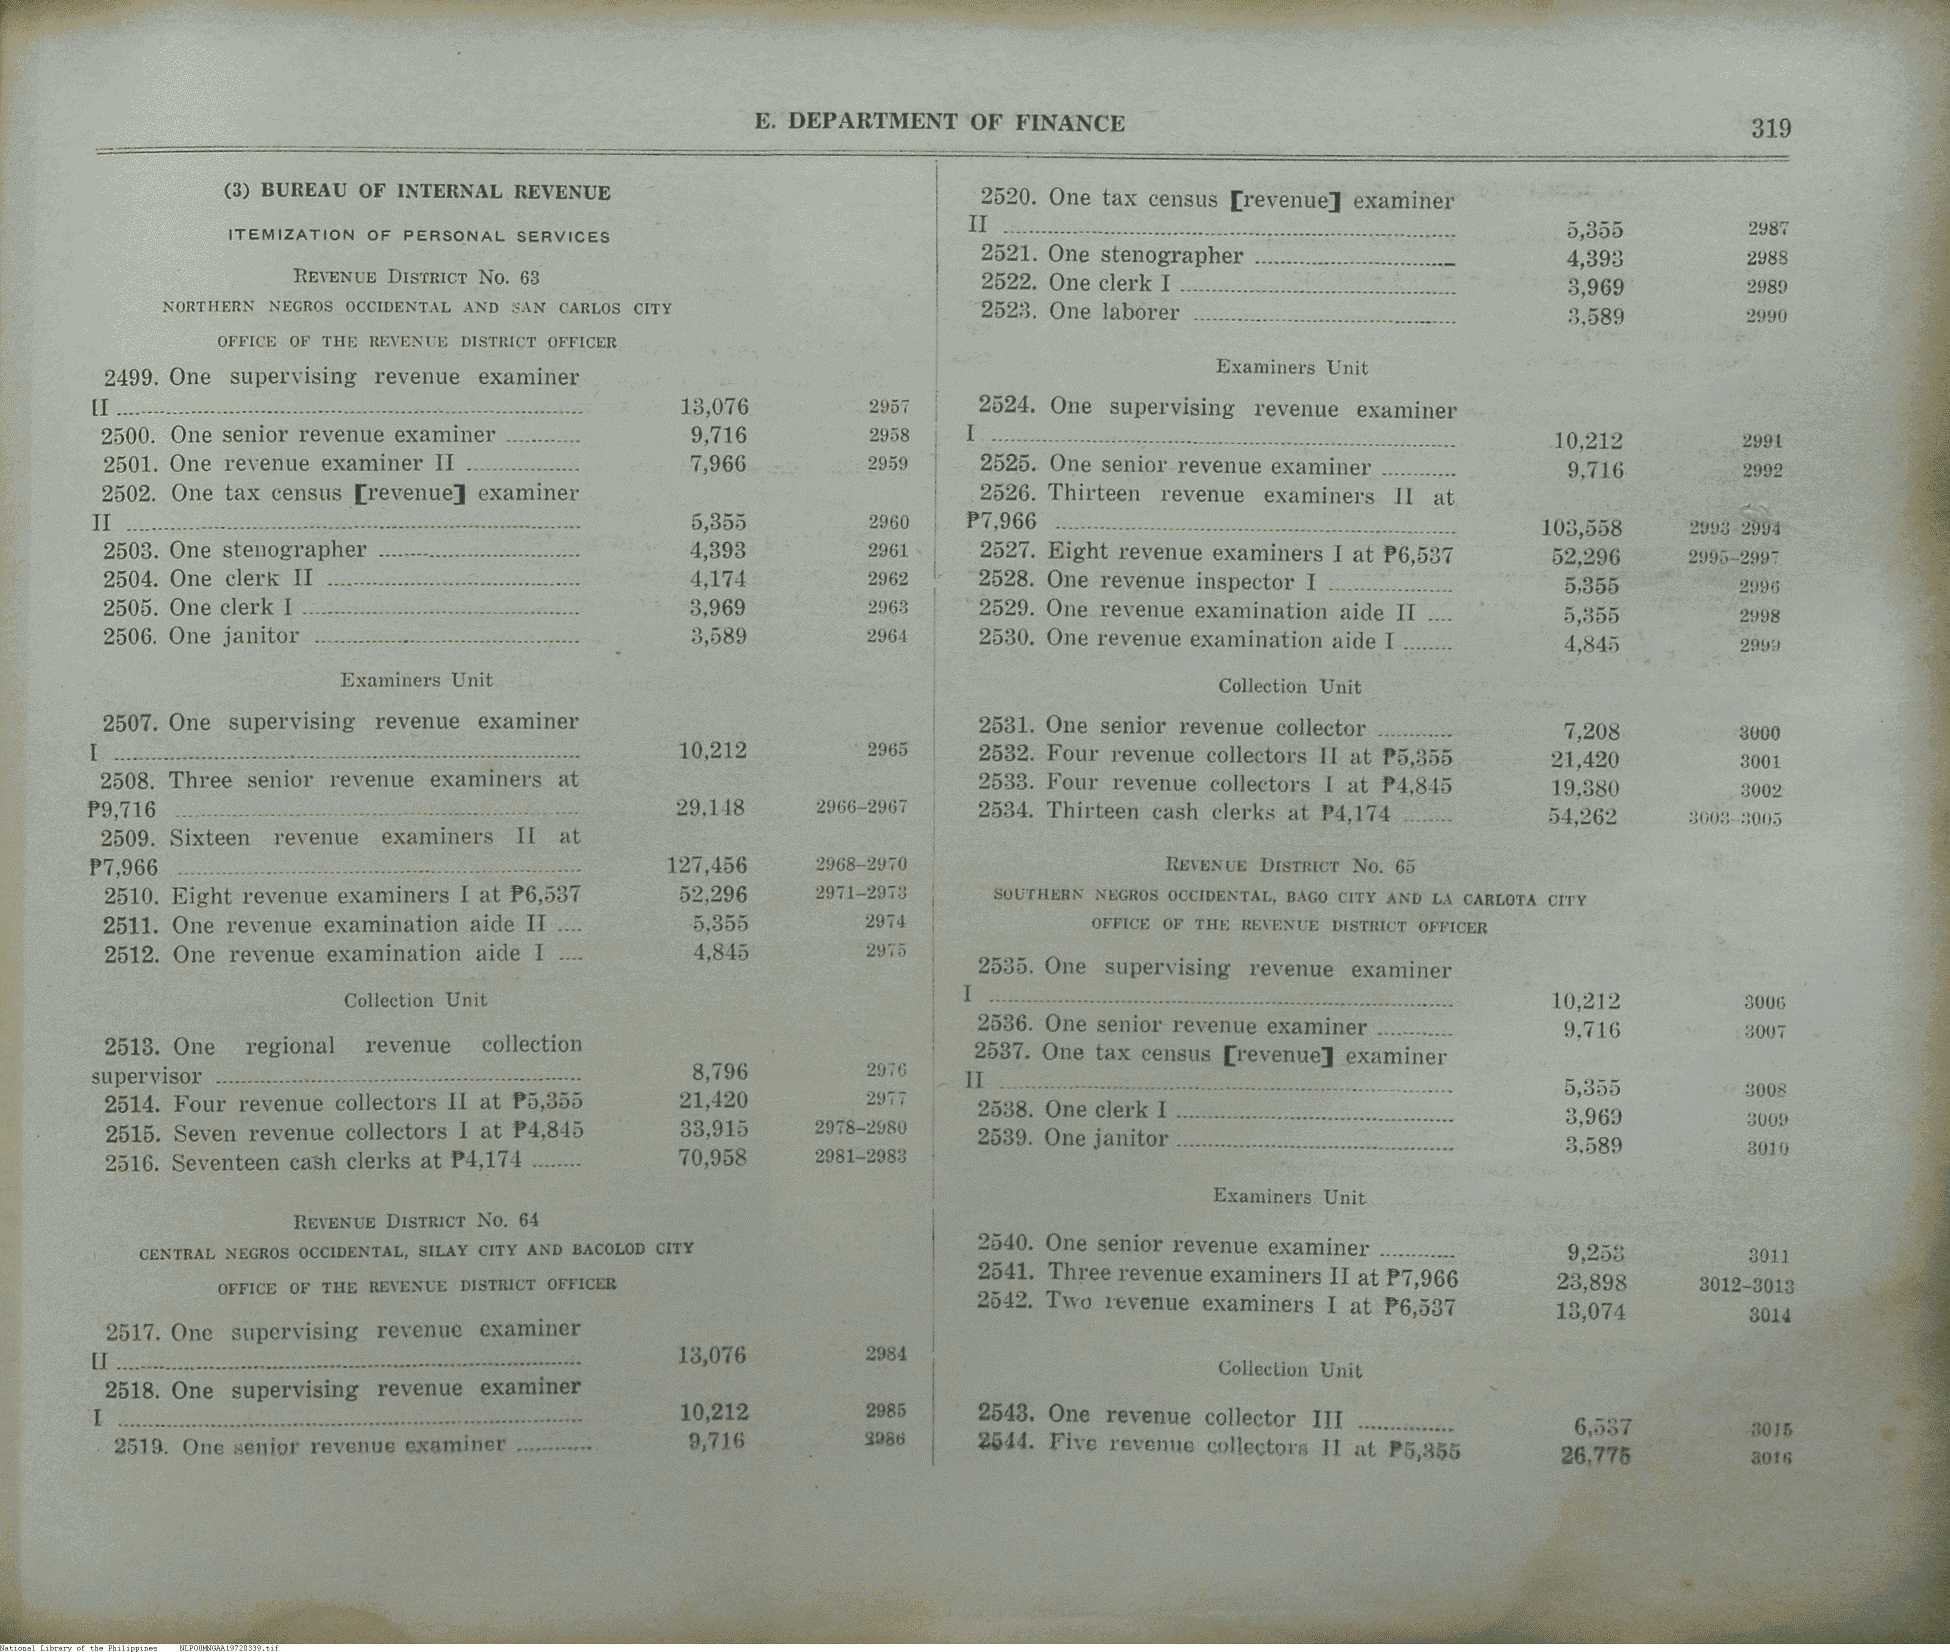 E. DEPARTMENT OF FINANCE
319
(3) BUREAU OF INTERNAL REVENUE
ITEMIZATION OF PERSONAL SERVICES
REVENUE DISTRICT NO. 63
NORTHERN NEGROS OCCIDENTAL AND SAN CARLOS CITY
OFFICE OF THE REVENUE DISTRICT OFFICER
2499. One supervising revenue examiner
II ........ 13,076 2957
2500. One senior revenue examiner ........ 9,716 2958
2501. One revenue examiner II ........ 7,966 2959
2502. One tax census [revenue] examiner
II ........ 5,355 2960
2503. One stenographer ........ 4,393 2961
2504. One clerk II ........ 4,174 2962
2505. One clerk I ........ 3,969 2963
2506. One janitor ........ 3,589 2964
Examiners Unit
2507. One supervising revenue examiner
I ........ 10,212 2965
2508. Three senior revenue examiners at
₱9,716 ........ 29,148 2966–2967
2509. Sixteen revenue examiners II at
₱7,966 ........ 127,456 2968–2970
2510. Eight revenue examiners I at ₱6,537 52,296 2971–2973
2511. One revenue examination aide II .... 5,355 2974
2512. One revenue examination aide I .... 4,845 2975
Collection Unit
2513. One regional revenue collection
supervisor ........ 8,796 2976
2514. Four revenue collectors II at ₱5,355 21,420 2977
2515. Seven revenue collectors I at ₱4,845 33,915 2978–2980
2516. Seventeen cash clerks at ₱4,174 ........ 70,958 2981–2983
REVENUE DISTRICT NO. 64
CENTRAL NEGROS OCCIDENTAL, SILAY CITY AND BACOLOD CITY
OFFICE OF THE REVENUE DISTRICT OFFICER
2517. One supervising revenue examiner
II ........ 13,076 2984
2518. One supervising revenue examiner
I ........ 10,212 2985
2519. One senior revenue examiner ........ 9,716 2986
2520. One tax census [revenue] examiner
II ........ 5,355 2987
2521. One stenographer ........ 4,393 2988
2522. One clerk I ........ 3,969 2989
2523. One laborer ........ 3,589 2990
Examiners Unit
2524. One supervising revenue examiner
I ........ 10,212 2991
2525. One senior revenue examiner ........ 9,716 2992
2526. Thirteen revenue examiners II at
₱7,966 ........ 103,558 2993–2994
2527. Eight revenue examiners I at ₱6,537 52,296 2995–2997
2528. One revenue inspector I ........ 5,355 2996
2529. One revenue examination aide II .... 5,355 2998
2530. One revenue examination aide I ........ 4,845 2999
Collection Unit
2531. One senior revenue collector ........ 7,208 3000
2532. Four revenue collectors II at ₱5,355 21,420 3001
2533. Four revenue collectors I at ₱4,845 19,380 3002
2534. Thirteen cash clerks at ₱4,174 ........ 54,262 3003–3005
REVENUE DISTRICT NO. 65
SOUTHERN NEGROS OCCIDENTAL, BAGO CITY AND LA CARLOTA CITY
OFFICE OF THE REVENUE DISTRICT OFFICER
2535. One supervising revenue examiner
I ........ 10,212 3006
2536. One senior revenue examiner ........ 9,716 3007
2537. One tax census [revenue] examiner
II ........ 5,355 3008
2538. One clerk I ........ 3,969 3009
2539. One janitor ........ 3,589 3010
Examiners Unit
2540. One senior revenue examiner ........ 9,253 3011
2541. Three revenue examiners II at ₱7,966 23,898 3012–3013
2542. Two revenue examiners I at ₱6,537 13,074 3014
Collection Unit
2543. One revenue collector III ........ 6,537 3015
2544. Five revenue collectors II at ₱5,355 26,775 3016
National Library of the Philippines NLPO0MNGAA19720339.tif